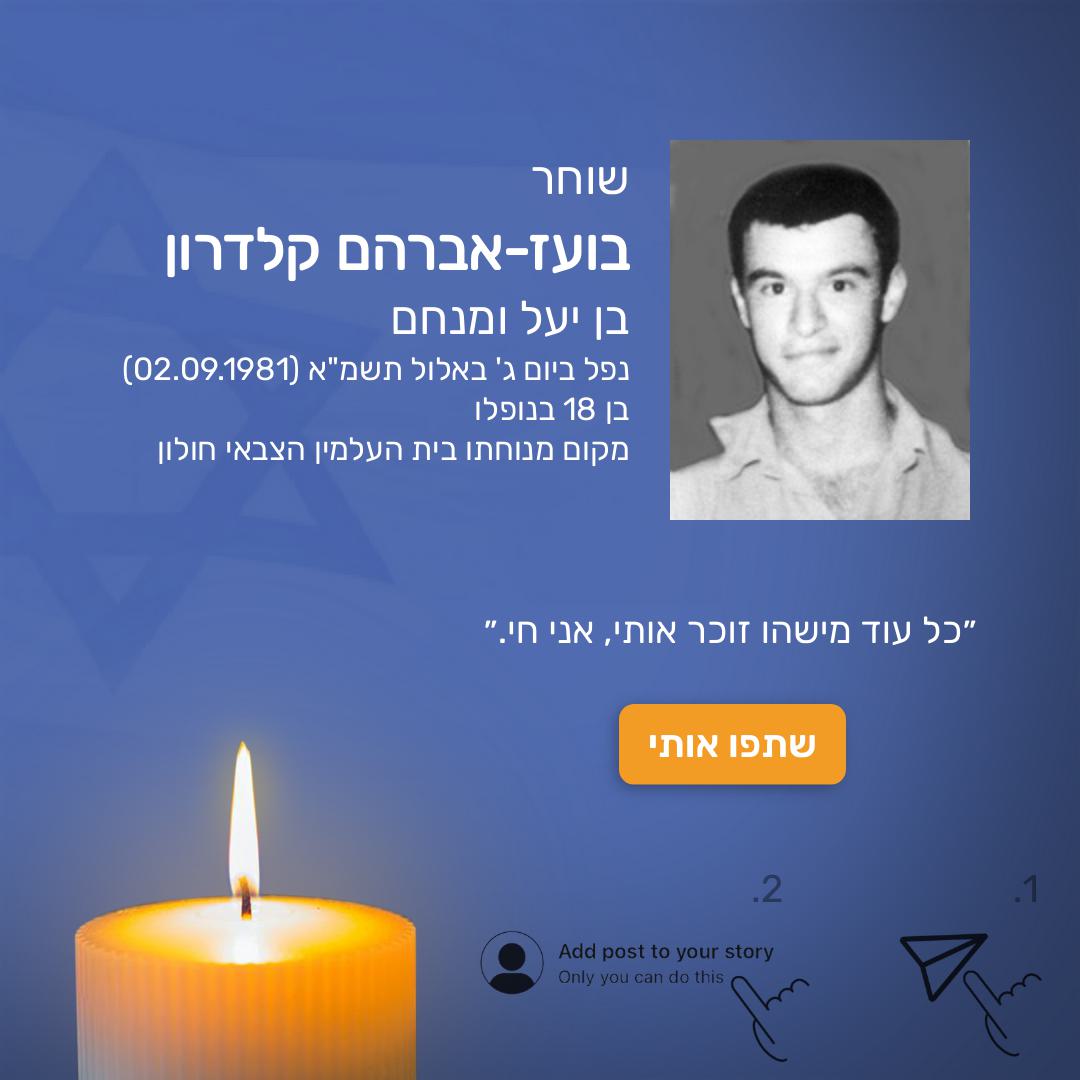 שוחר
בועז-אברהם קלדרון
בן יעל ומנחם
נפל ביום ג' באלול תשמ"א (02.09.1981)
בן 18 בנופלו
מקום מנוחתו בית העלמין הצבאי חולון
״כל עוד מישהו זוכר אותי, אני חי.״
שתפו אותי
1.
2.
Add post to your story
Only you can do this